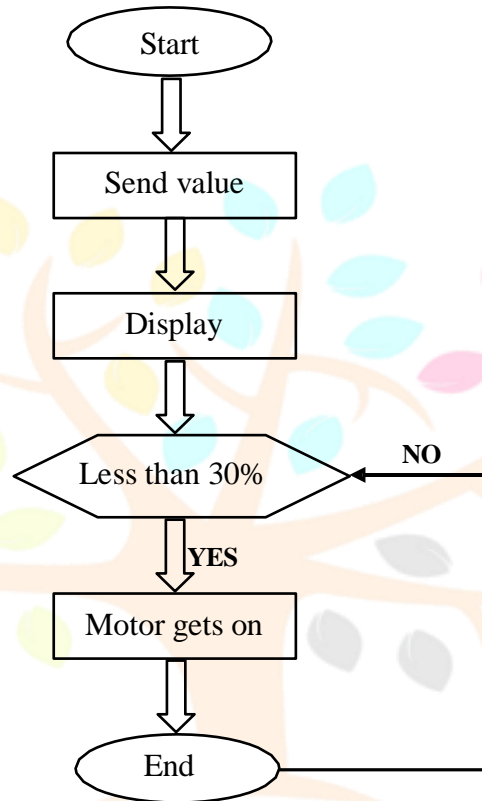 Start
Send value
Display
Less than 30%
NO
YES
Motor gets on
End